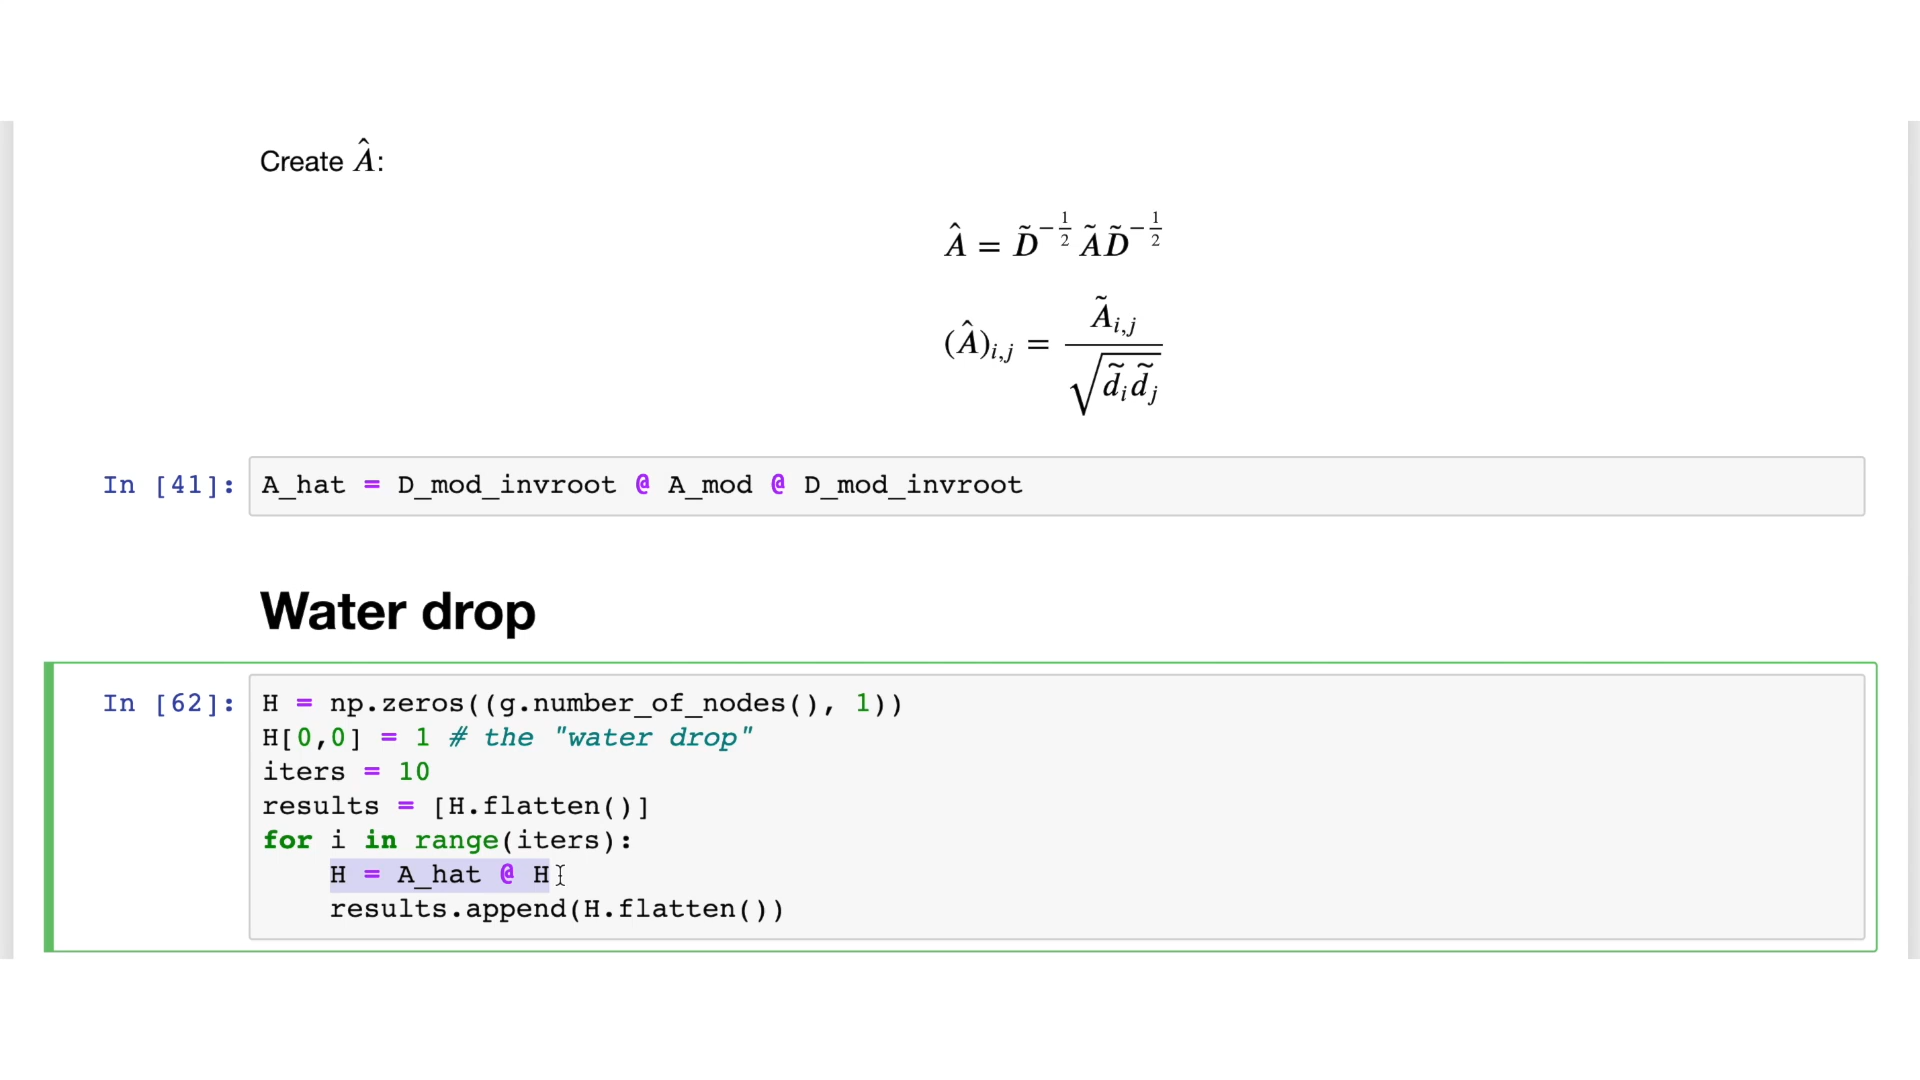 Create Â:
Â = D̃^{-1/2} ÃD̃^{-1/2}
(Â)_{i,j} = Ã_{i,j} / √(d̃_i d̃_j)
In [41]: A_hat = D_mod_invroot @ A_mod @ D_mod_invroot
Water drop
In [62]: H = np.zeros((g.number_of_nodes(), 1))
H[0,0] = 1 # the "water drop"
iters = 10
results = [H.flatten()]
for i in range(iters):
    H = A_hat @ H
    results.append(H.flatten())